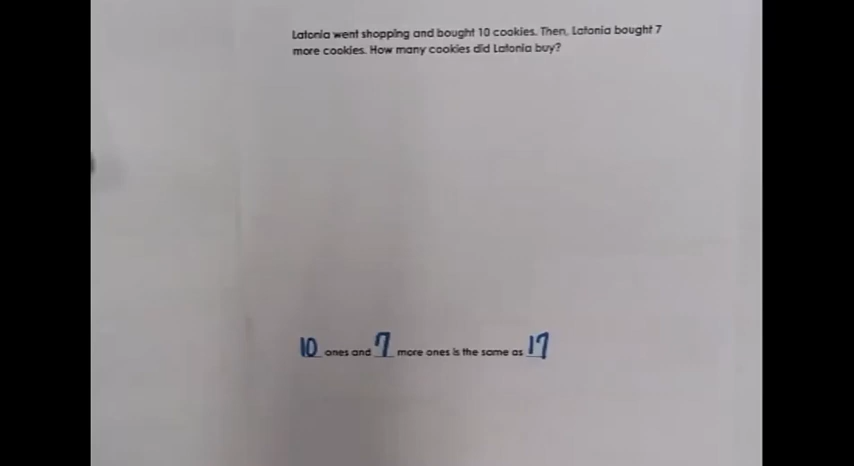 Latonia went shopping and bought 10 cookies. Then, Latonia bought 7
more cookies. How many cookies did Latonia buy?
10 ones and 7 more ones is the same as 17